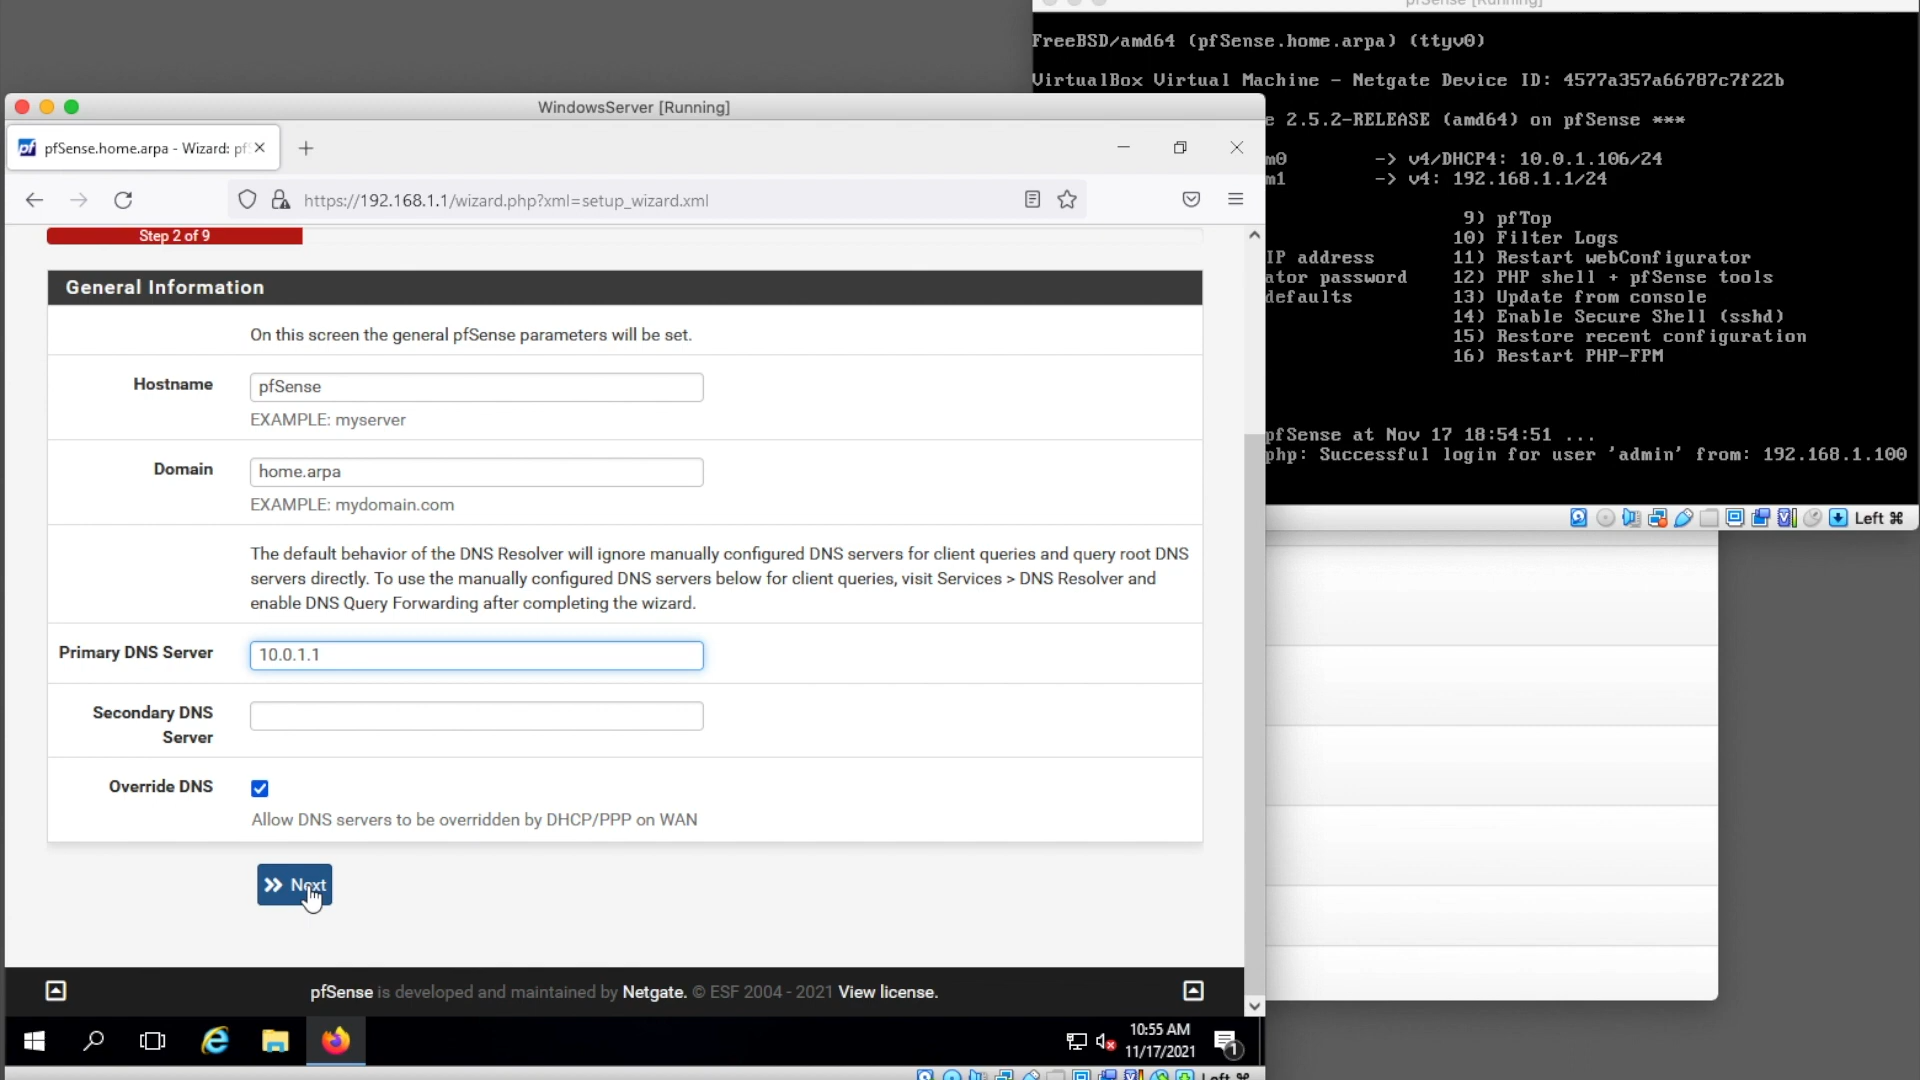 pfSense [Running]
FreeBSD/amd64 (pfSense.home.arpa) (ttyv0)
VirtualBox Virtual Machine - Netgate Device ID: 4577a357a66787c7f22b
e 2.5.2-RELEASE (amd64) on pfSense ***
m0 -> v4/DHCP4: 10.0.1.106/24
m1 -> v4: 192.168.1.1/24
9) pfTop
10) Filter Logs
IP address 11) Restart webConfigurator
ator password 12) PHP shell + pfSense tools
defaults 13) Update from console
14) Enable Secure Shell (sshd)
15) Restore recent configuration
16) Restart PHP-FPM
pfSense at Nov 17 18:54:51 ...
php: Successful login for user 'admin' from: 192.168.1.100
Left ⌘
WindowsServer [Running]
pfSense.home.arpa - Wizard: pfS
https://192.168.1.1/wizard.php?xml=setup_wizard.xml
Step 2 of 9
General Information
On this screen the general pfSense parameters will be set.
Hostname
pfSense
EXAMPLE: myserver
Domain
home.arpa
EXAMPLE: mydomain.com
The default behavior of the DNS Resolver will ignore manually configured DNS servers for client queries and query root DNS
servers directly. To use the manually configured DNS servers below for client queries, visit Services > DNS Resolver and
enable DNS Query Forwarding after completing the wizard.
Primary DNS Server
10.0.1.1
Secondary DNS
Server
Override DNS
Allow DNS servers to be overridden by DHCP/PPP on WAN
Next
pfSense is developed and maintained by Netgate. © ESF 2004 - 2021 View license.
10:55 AM
11/17/2021
1
Left ⌘